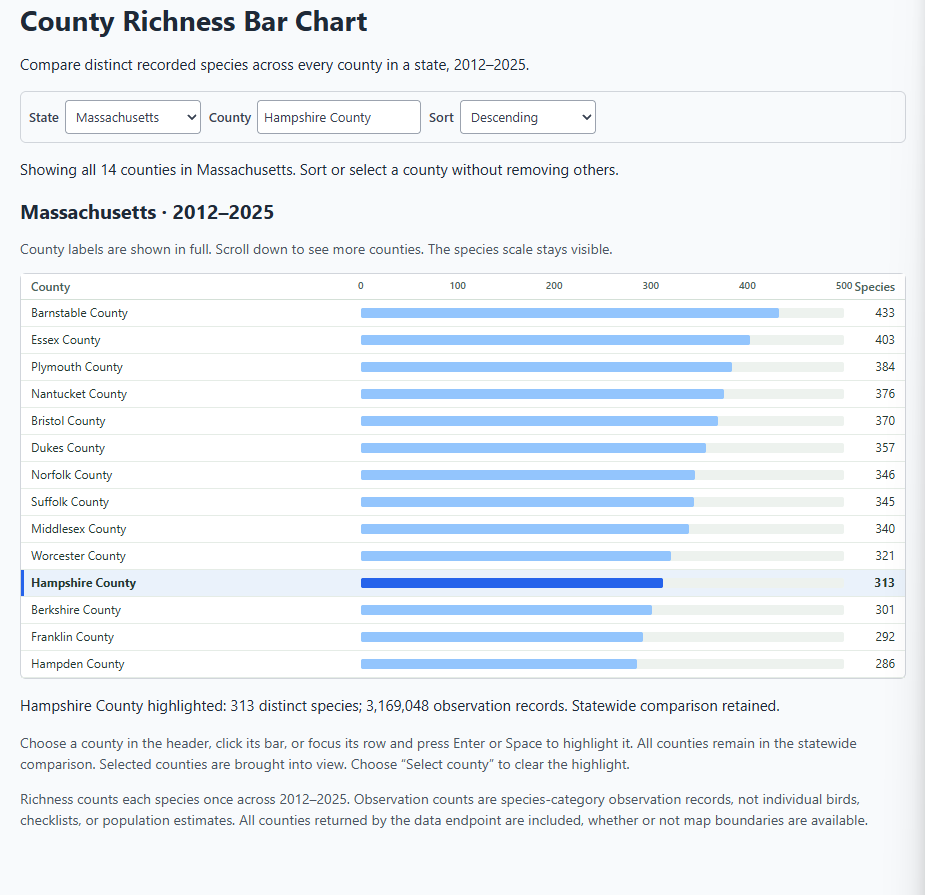 County Richness Bar Chart
Compare distinct recorded species across every county in a state, 2012–2025.
State Massachusetts County Hampshire County Sort Descending
Showing all 14 counties in Massachusetts. Sort or select a county without removing others.
Massachusetts · 2012–2025
County labels are shown in full. Scroll down to see more counties. The species scale stays visible.
County 0 100 200 300 400 500 Species
Barnstable County 433
Essex County 403
Plymouth County 384
Nantucket County 376
Bristol County 370
Dukes County 357
Norfolk County 346
Suffolk County 345
Middlesex County 340
Worcester County 321
Hampshire County 313
Berkshire County 301
Franklin County 292
Hampden County 286
Hampshire County highlighted: 313 distinct species; 3,169,048 observation records. Statewide comparison retained.
Choose a county in the header, click its bar, or focus its row and press Enter or Space to highlight it. All counties remain in the statewide
comparison. Selected counties are brought into view. Choose “Select county” to clear the highlight.
Richness counts each species once across 2012–2025. Observation counts are species-category observation records, not individual birds,
checklists, or population estimates. All counties returned by the data endpoint are included, whether or not map boundaries are available.